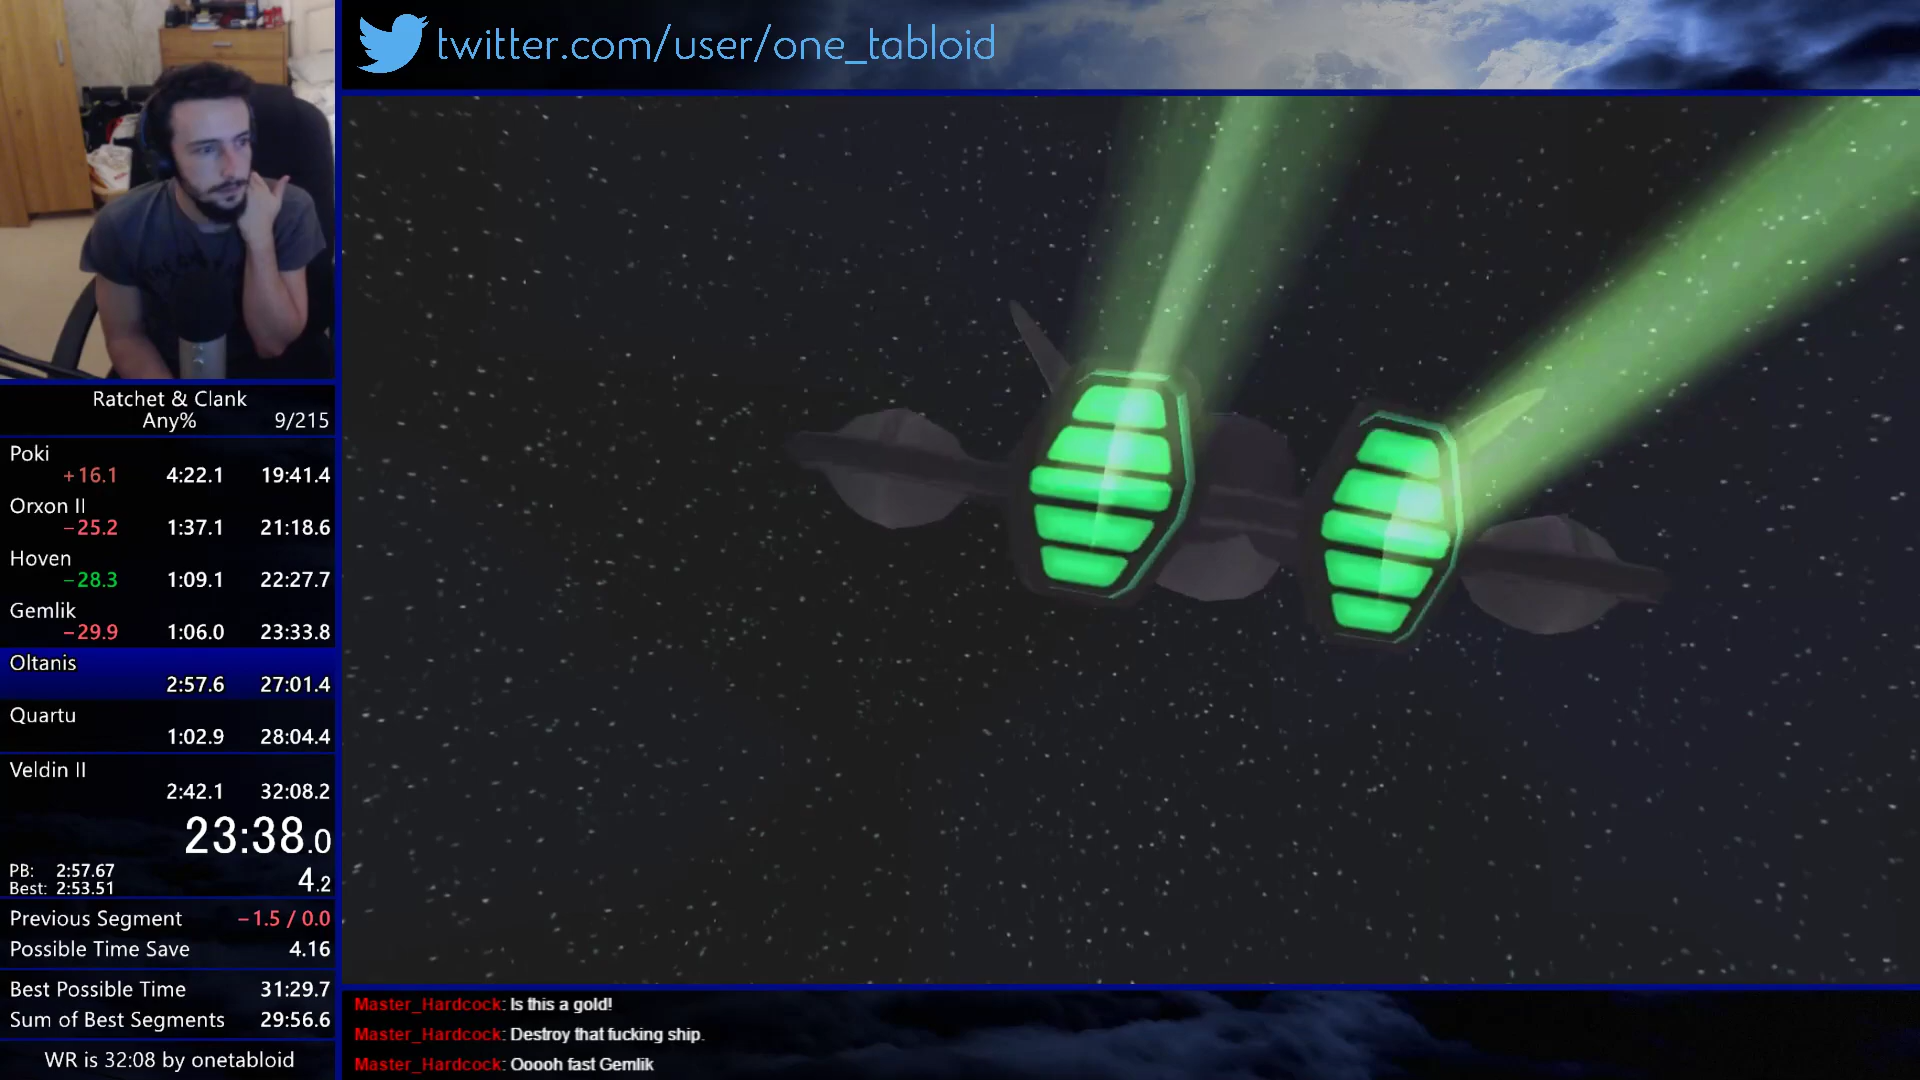 twitter.com/user/one_tabloid
Ratchet & Clank
Any% 9/215
Poki
+16.1 4:22.1 19:41.4
Orxon II
−25.2 1:37.1 21:18.6
Hoven
−28.3 1:09.1 22:27.7
Gemlik
−29.9 1:06.0 23:33.8
Oltanis
2:57.6 27:01.4
Quartu
1:02.9 28:04.4
Veldin II
2:42.1 32:08.2
23:38.0
PB: 2:57.67
Best: 2:53.51
4.2
Previous Segment −1.5 / 0.0
Possible Time Save 4.16
Best Possible Time 31:29.7
Sum of Best Segments 29:56.6
WR is 32:08 by onetabloid
Master_Hardcock: Is this a gold!
Master_Hardcock: Destroy that fucking ship.
Master_Hardcock: Ooooh fast Gemlik